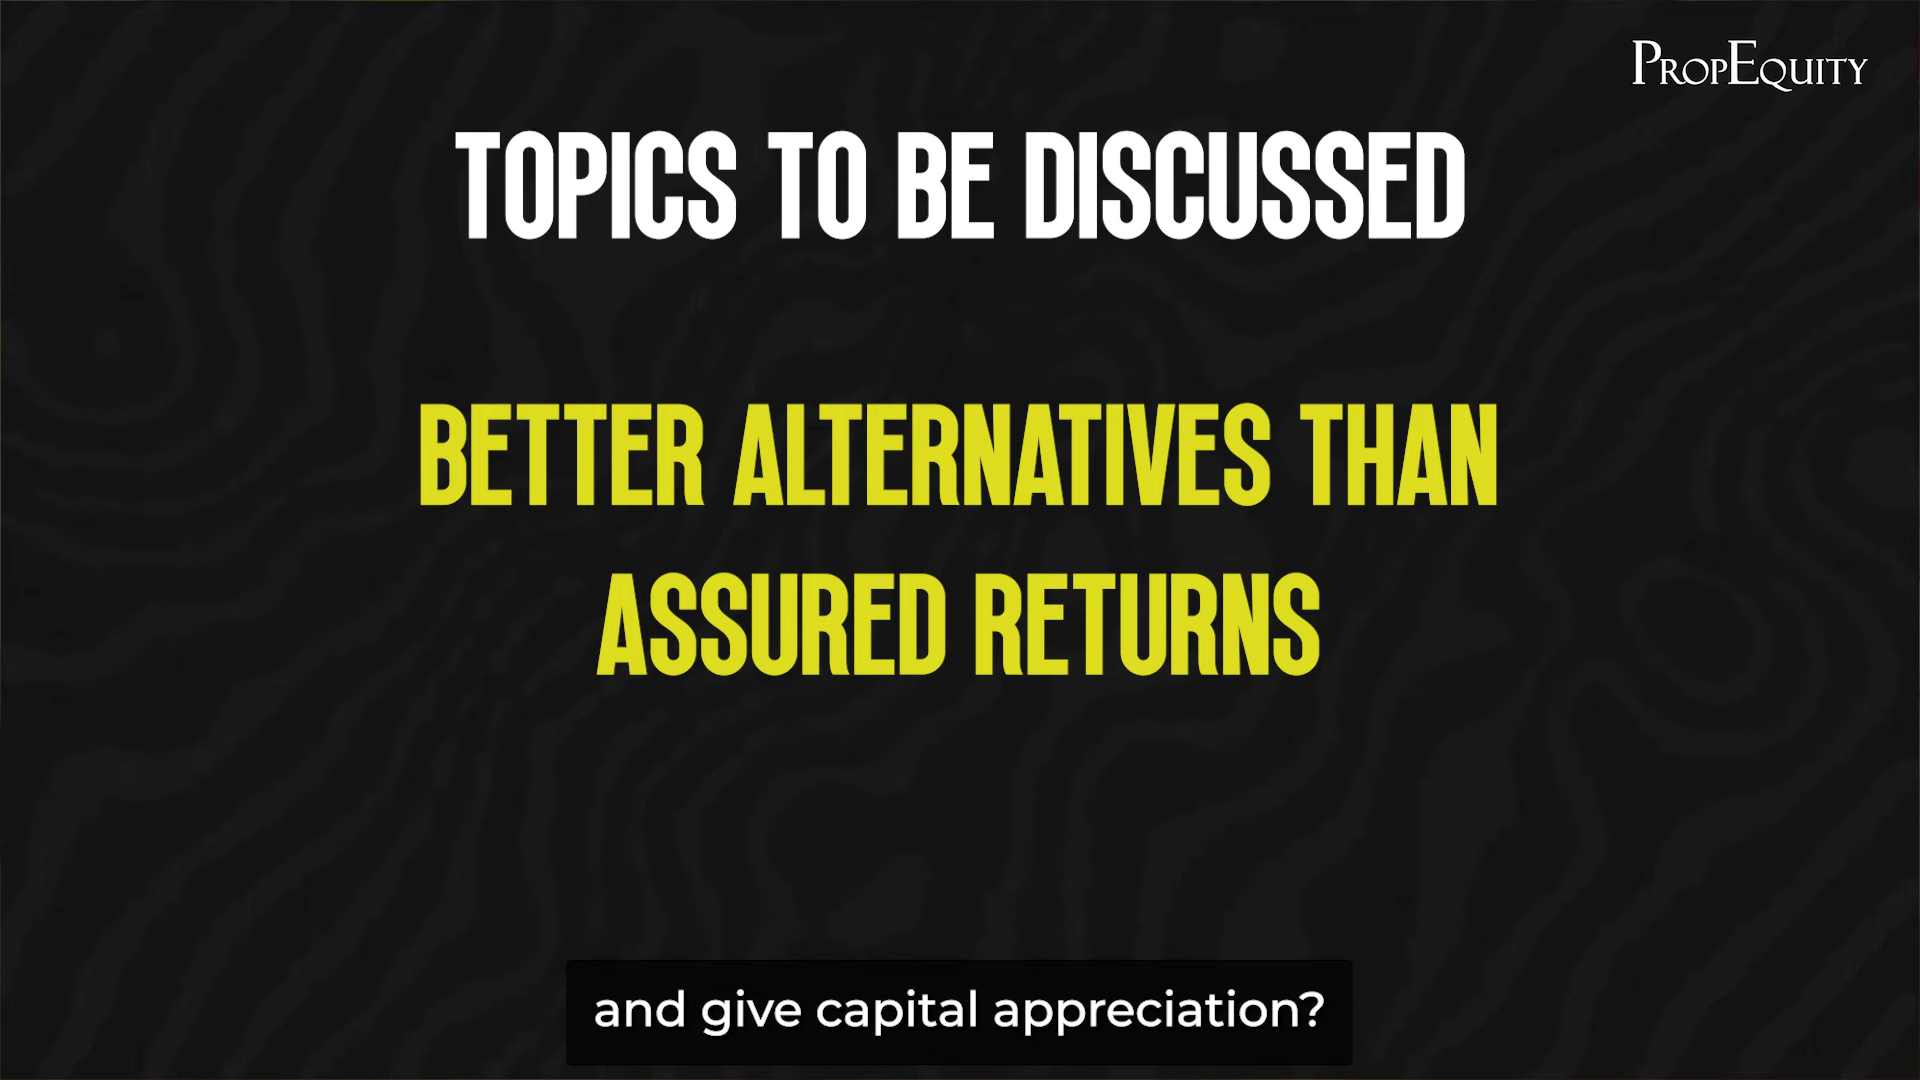 PROPEQUITY
TOPICS TO BE DISCUSSED
BETTER ALTERNATIVES THAN
ASSURED RETURNS
and give capital appreciation?